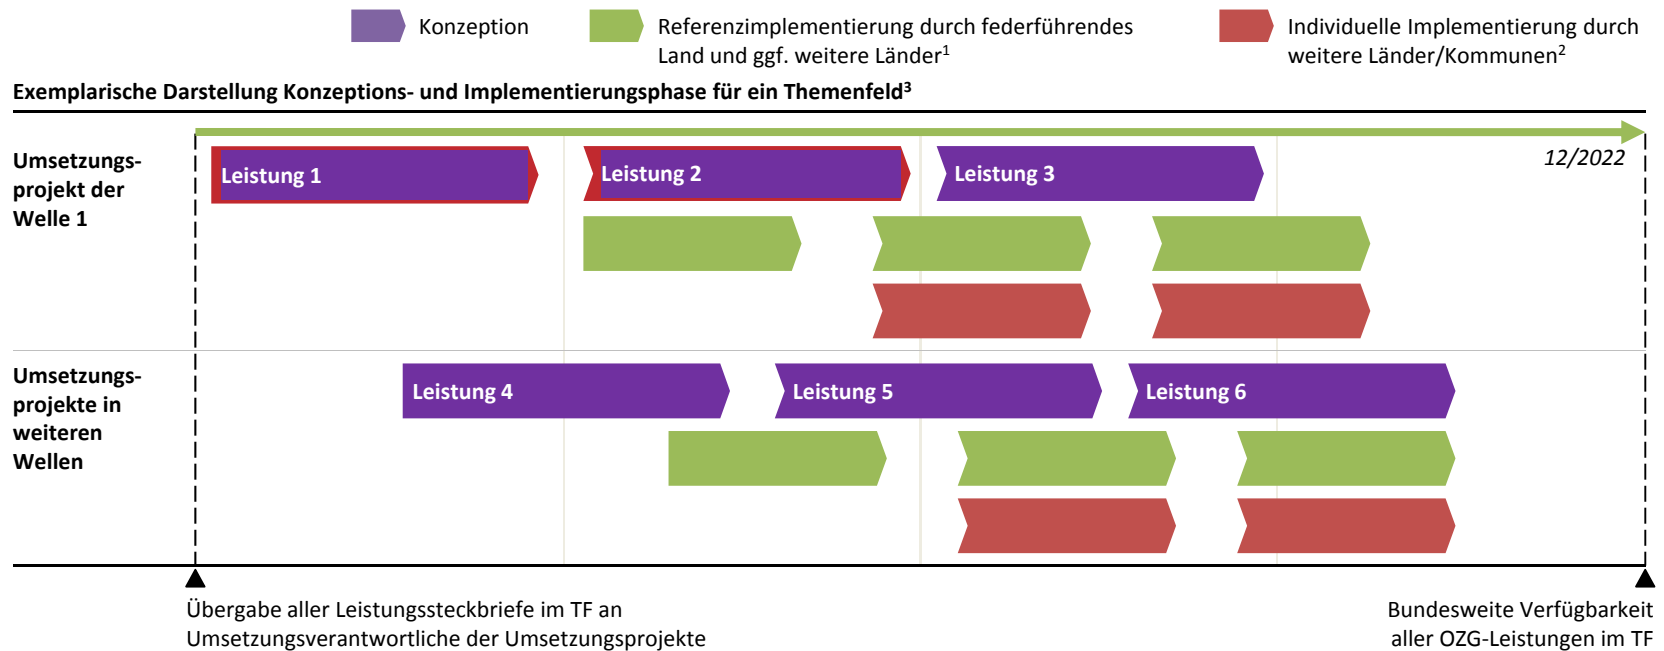 Konzeption
Referenzimplementierung durch federführendes
Land und ggf. weitere Länder¹
Individuelle Implementierung durch
weitere Länder/Kommunen²
Exemplarische Darstellung Konzeptions- und Implementierungsphase für ein Themenfeld³
12/2022
Umsetzungs-
projekt der
Welle 1
Leistung 1
Leistung 2
Leistung 3
Umsetzungs-
projekte in
weiteren
Wellen
Leistung 4
Leistung 5
Leistung 6
Übergabe aller Leistungssteckbriefe im TF an
Umsetzungsverantwortliche der Umsetzungsprojekte
Bundesweite Verfügbarkeit
aller OZG-Leistungen im TF